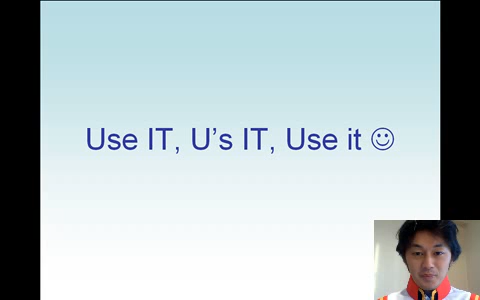 Use IT, U's IT, Use it ☺